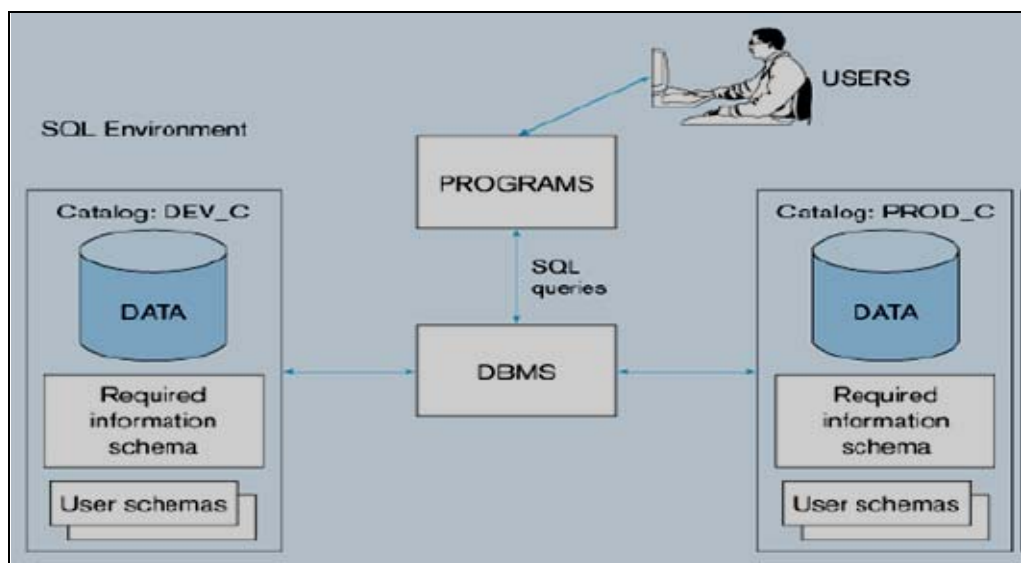 USERS
SQL Environment
PROGRAMS
Catalog: DEV_C
DATA
Required
information
schema
User schemas
SQL
queries
DBMS
Catalog: PROD_C
DATA
Required
information
schema
User schemas